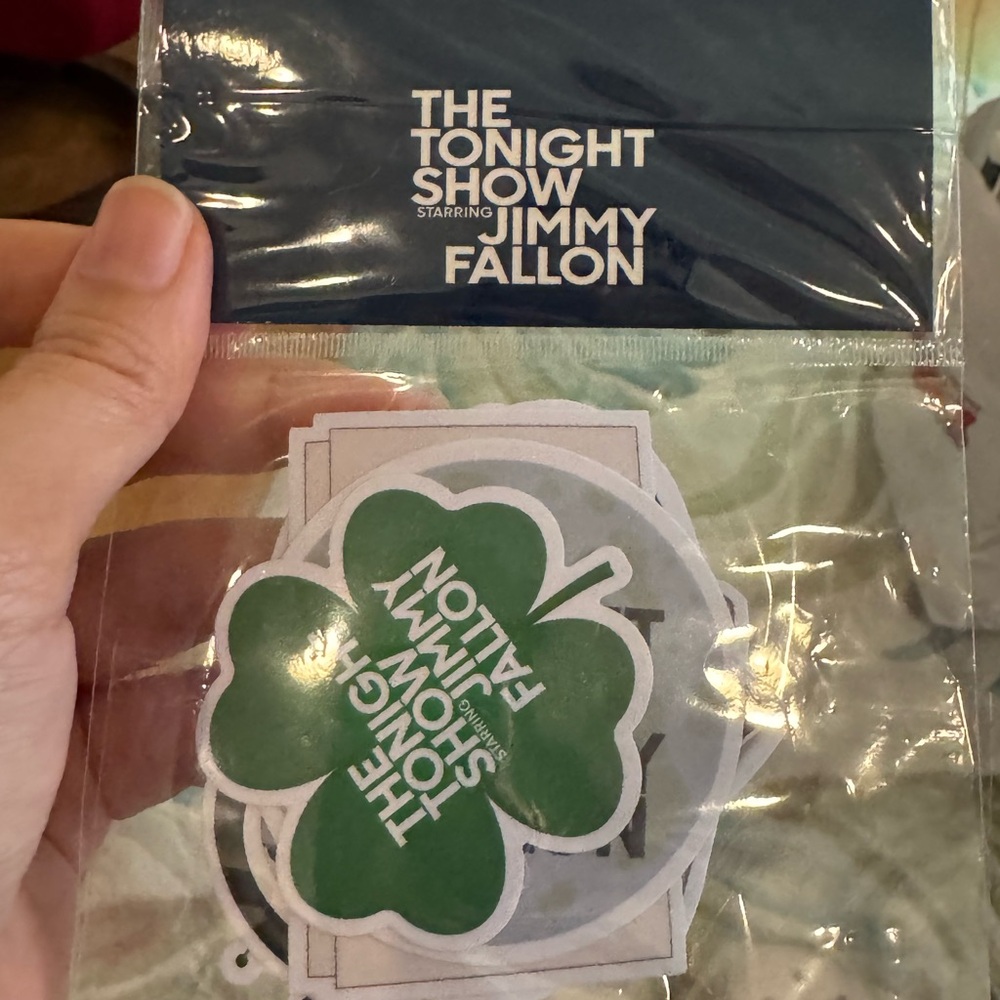 THE
TONIGHT
SHOW
STARRING JIMMY
FALLON
THE
TONIGHT
SHOW
STARRING JIMMY
FALLON